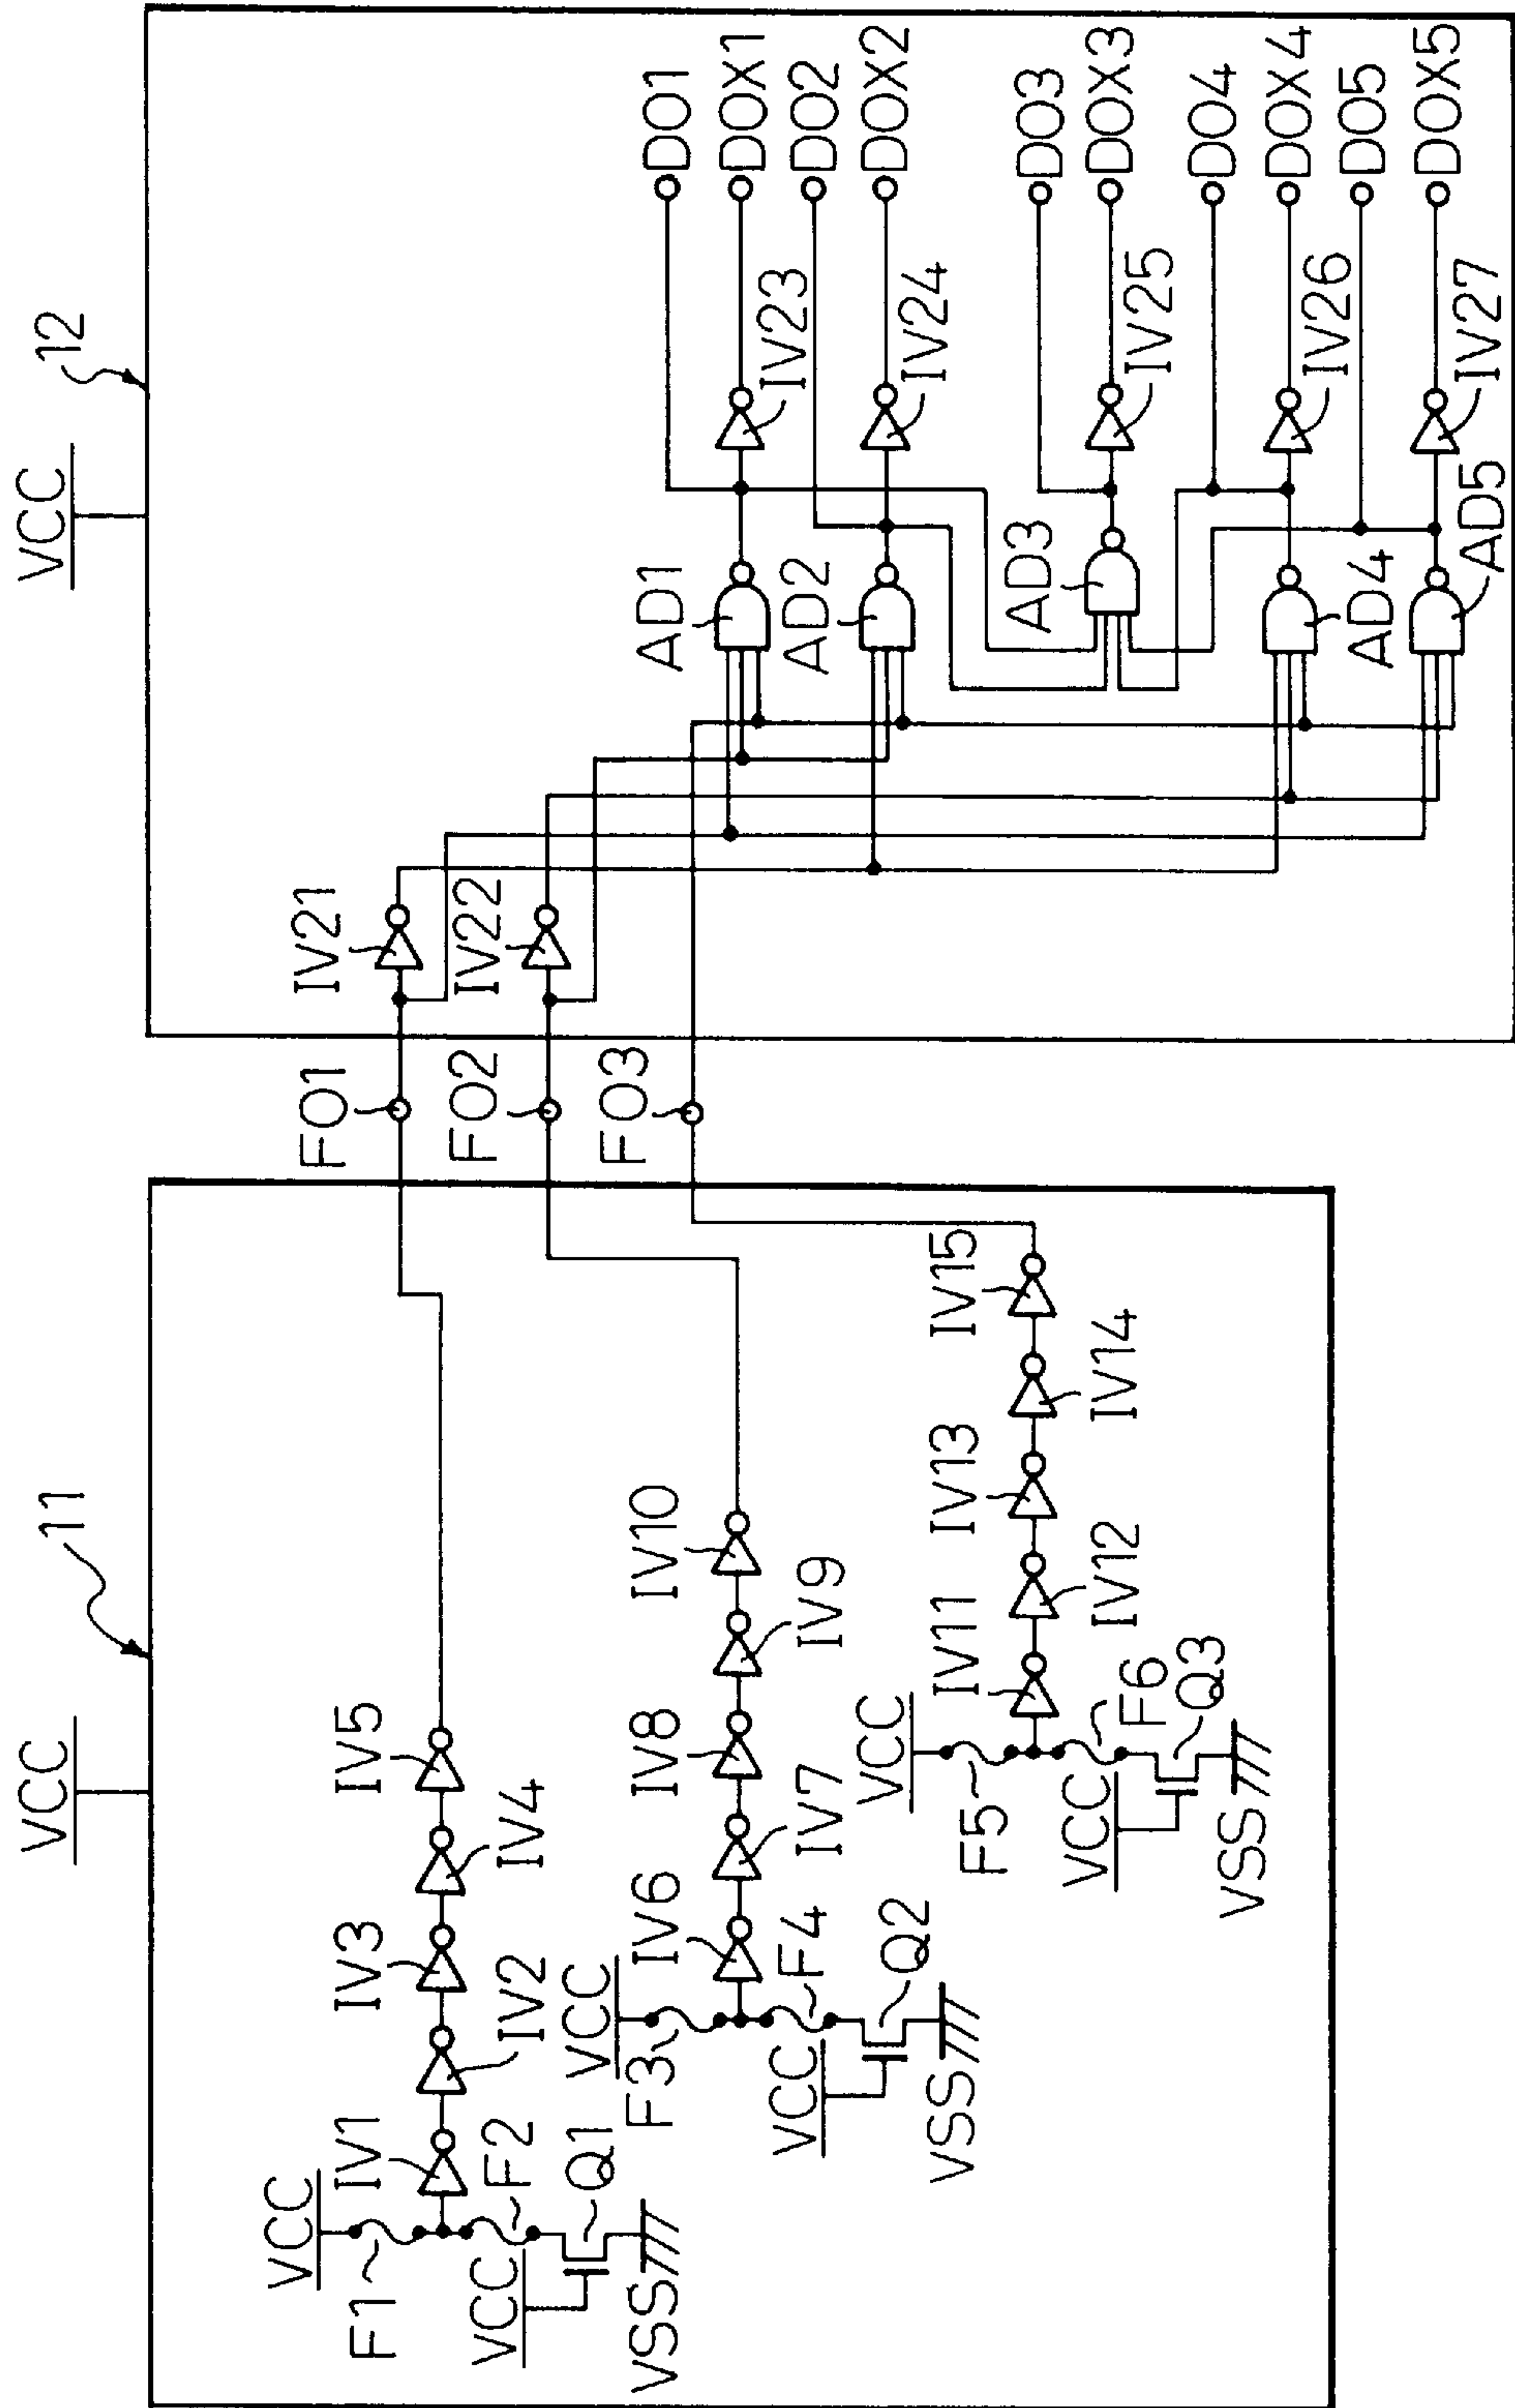 VCC
11
VCC
F1
IV1
IV2
IV3
IV4
IV5
F2
VCC
Q1
VSS
VCC
F3
IV6
IV7
IV8
IV9
IV10
F4
VCC
Q2
VSS
VCC
F5
IV11
IV12
IV13
IV14
IV15
F6
VCC
Q3
VSS
FO1
FO2
FO3
VCC
12
IV21
IV22
AD1
AD2
AD3
AD4
AD5
IV23
IV24
IV25
IV26
IV27
DO1
DOX1
DO2
DOX2
DO3
DOX3
DO4
DOX4
DO5
DOX5